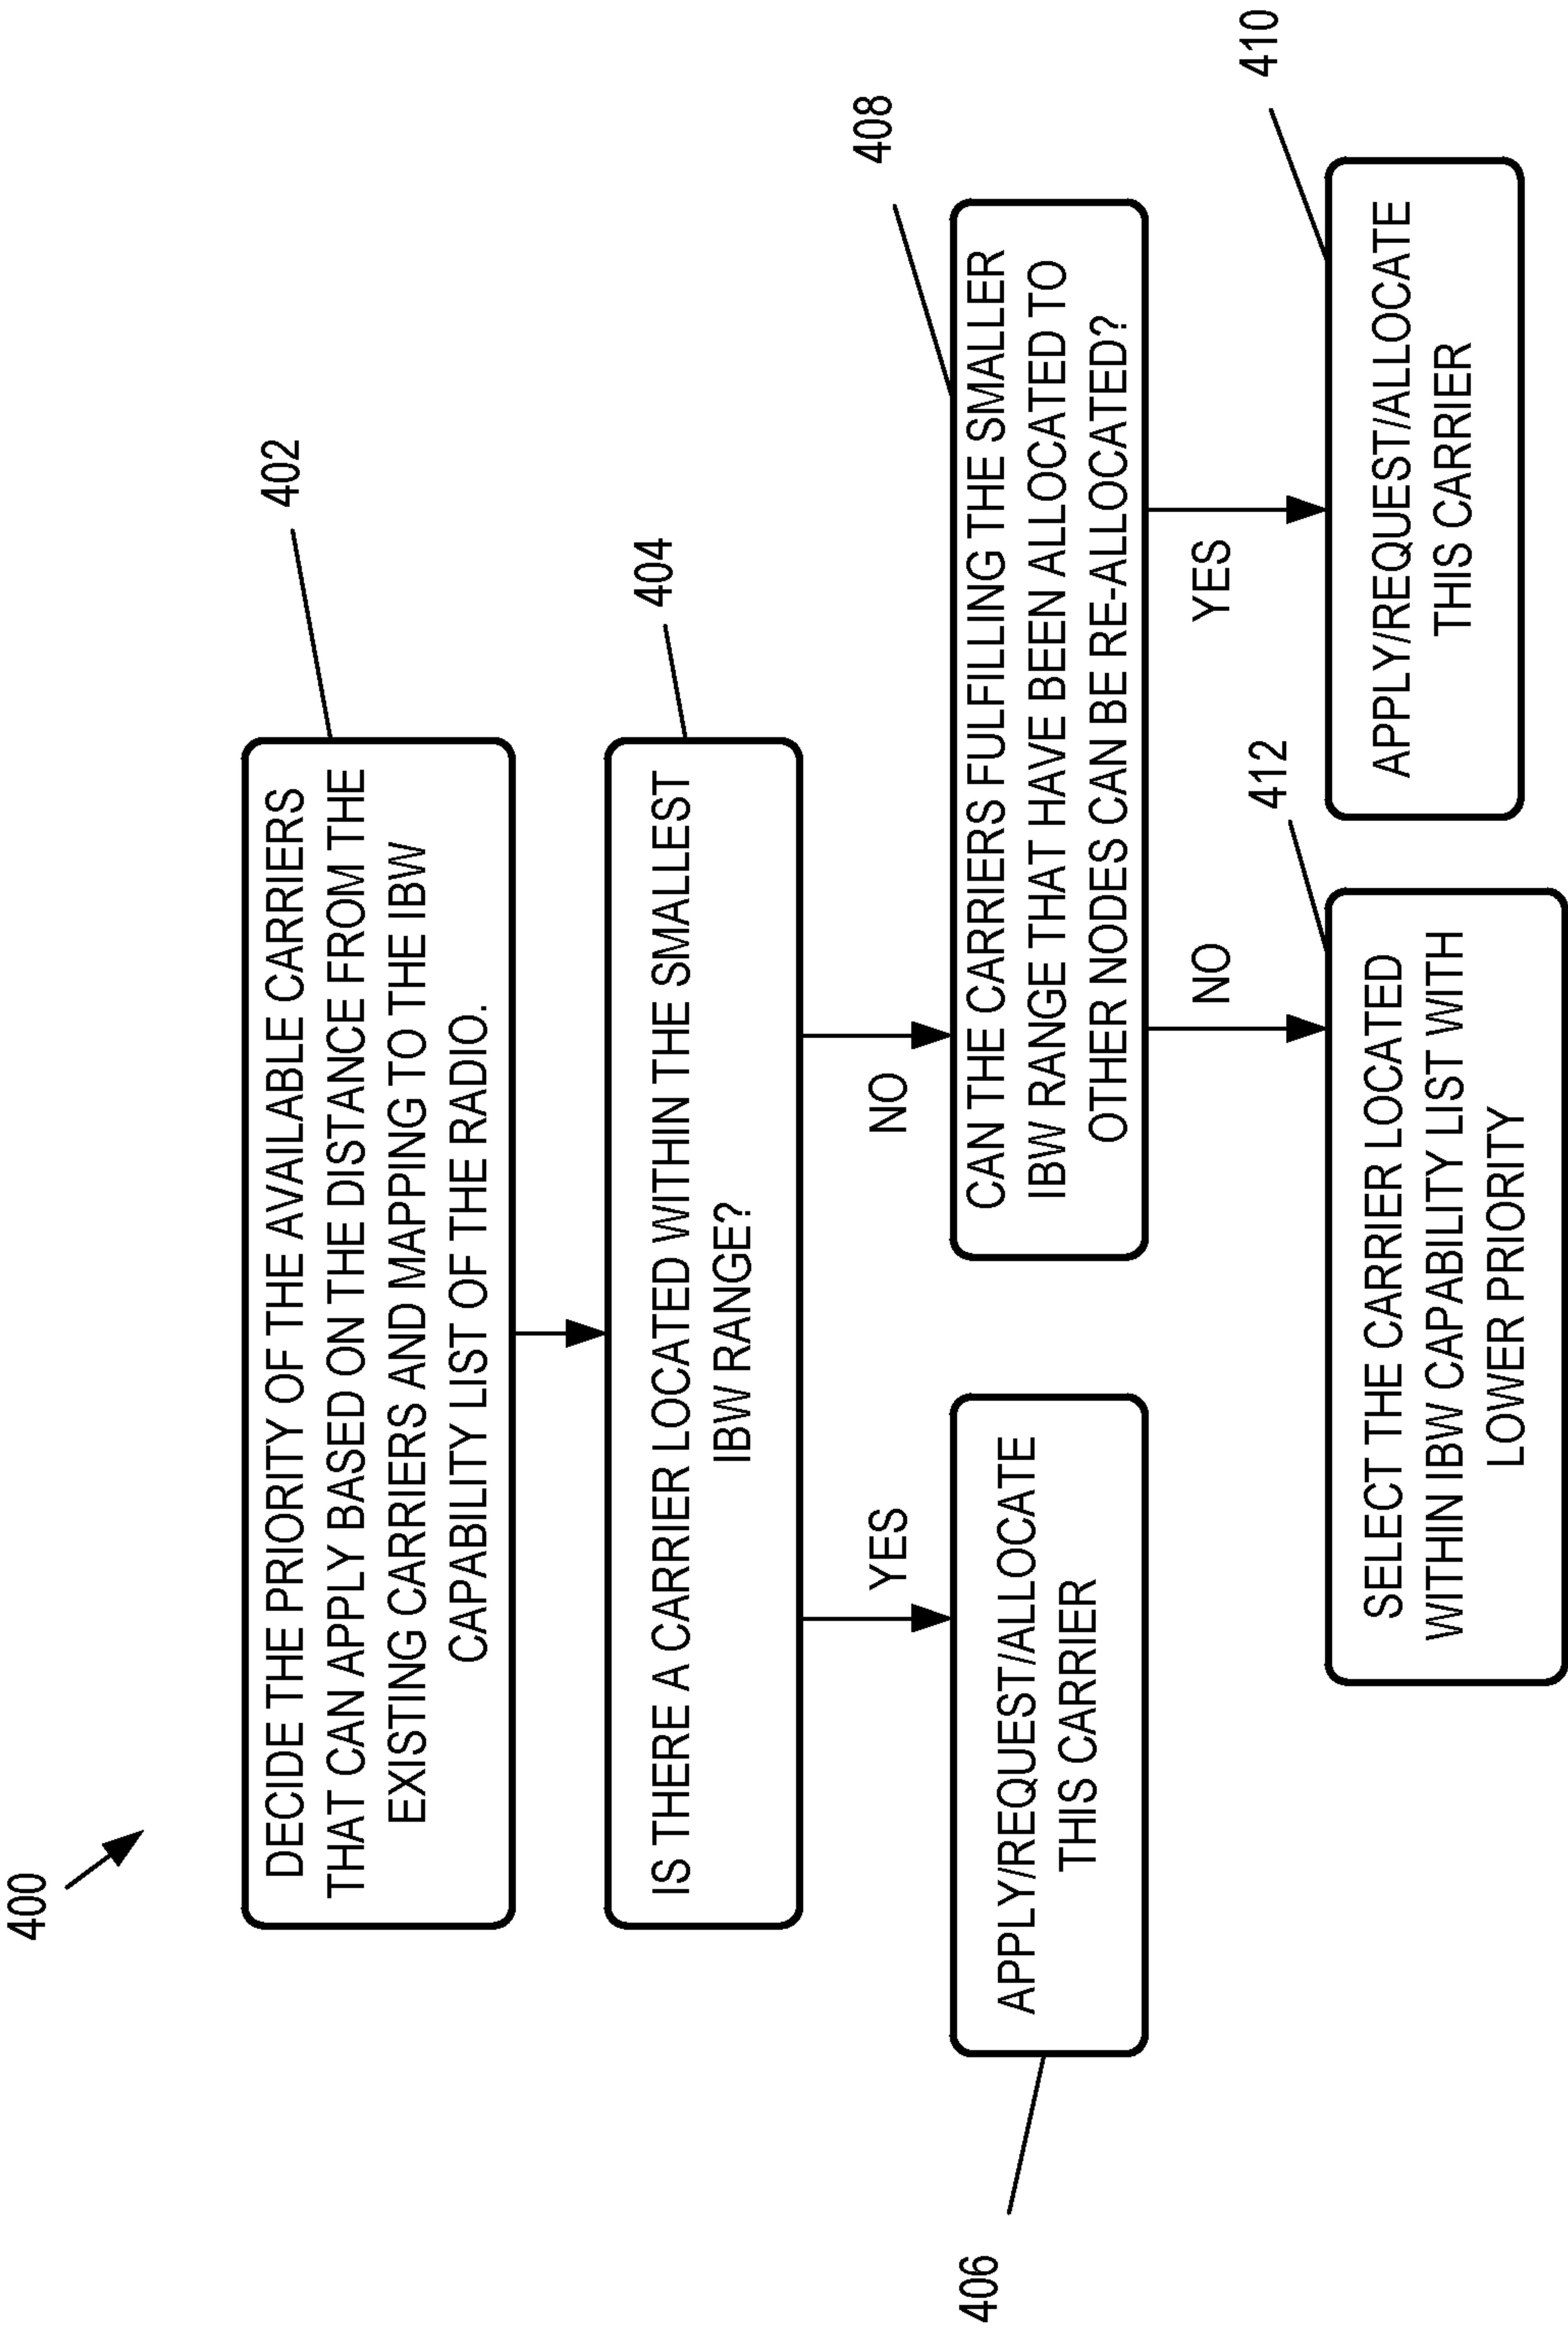 400
402
DECIDE THE PRIORITY OF THE AVAILABLE CARRIERS
THAT CAN APPLY BASED ON THE DISTANCE FROM THE
EXISTING CARRIERS AND MAPPING TO THE IBW
CAPABILITY LIST OF THE RADIO.
404
IS THERE A CARRIER LOCATED WITHIN THE SMALLEST
IBW RANGE?
YES
NO
406
APPLY/REQUEST/ALLOCATE
THIS CARRIER
408
CAN THE CARRIERS FULFILLING THE SMALLER
IBW RANGE THAT HAVE BEEN ALLOCATED TO
OTHER NODES CAN BE RE-ALLOCATED?
NO
YES
412
SELECT THE CARRIER LOCATED
WITHIN IBW CAPABILITY LIST WITH
LOWER PRIORITY
410
APPLY/REQUEST/ALLOCATE
THIS CARRIER